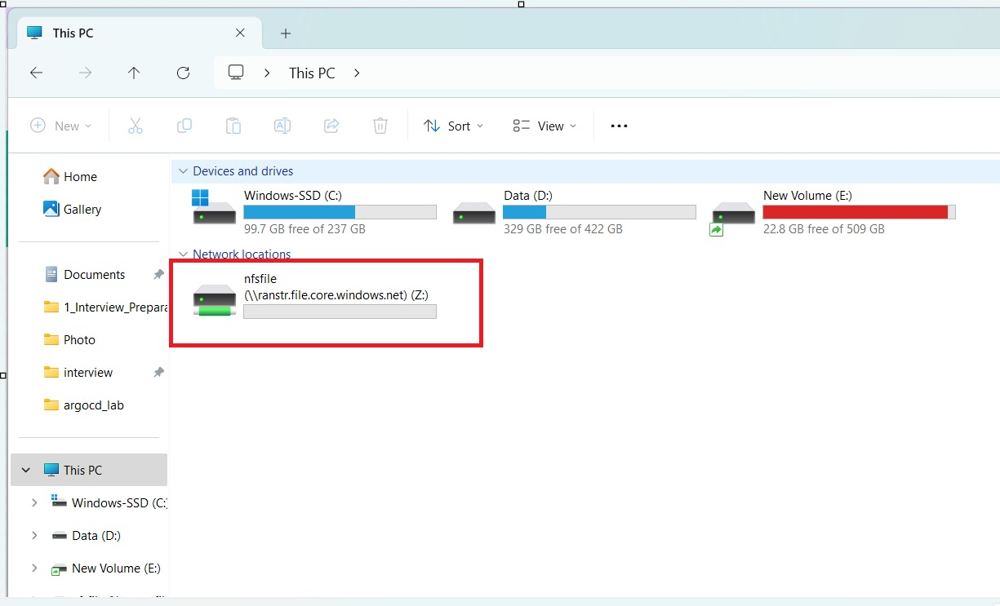 This PC
This PC
New
Sort
View
Home
Gallery
Documents
1_Interview_Prepara
Photo
interview
argocd_lab
This PC
Windows-SSD (C:)
Data (D:)
New Volume (E:)
Devices and drives
Windows-SSD (C:)
99.7 GB free of 237 GB
Data (D:)
329 GB free of 422 GB
New Volume (E:)
22.8 GB free of 509 GB
Network locations
nfsfile
(\\ranstr.file.core.windows.net) (Z:)